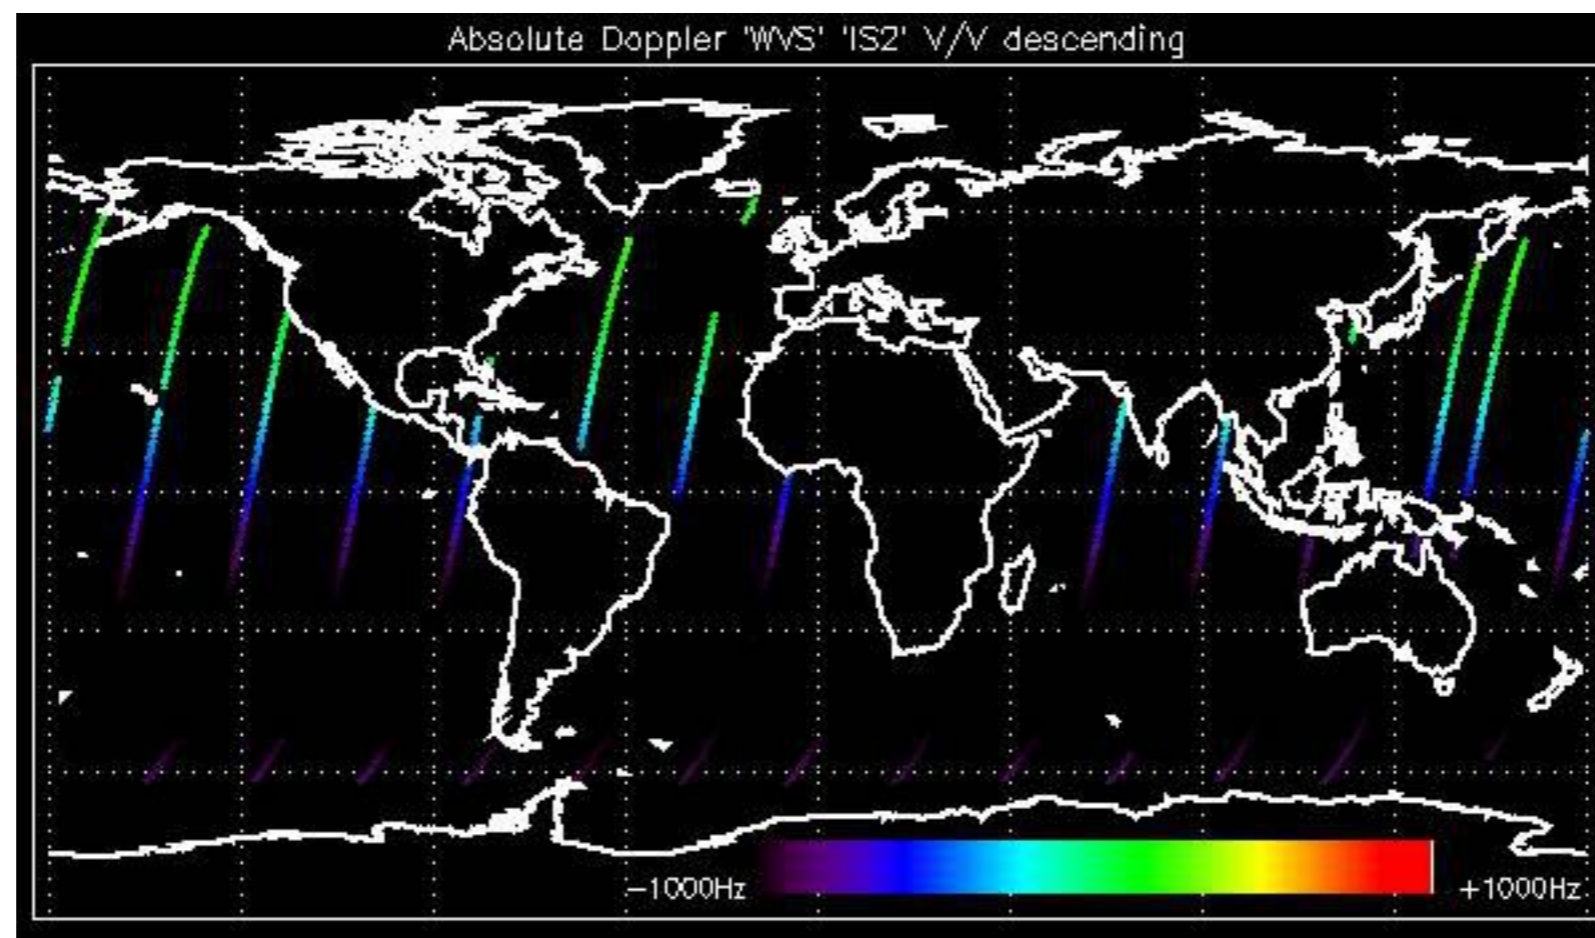 Absolute Doppler 'WVS' 'IS2' V/V descending
−1000Hz
+1000Hz